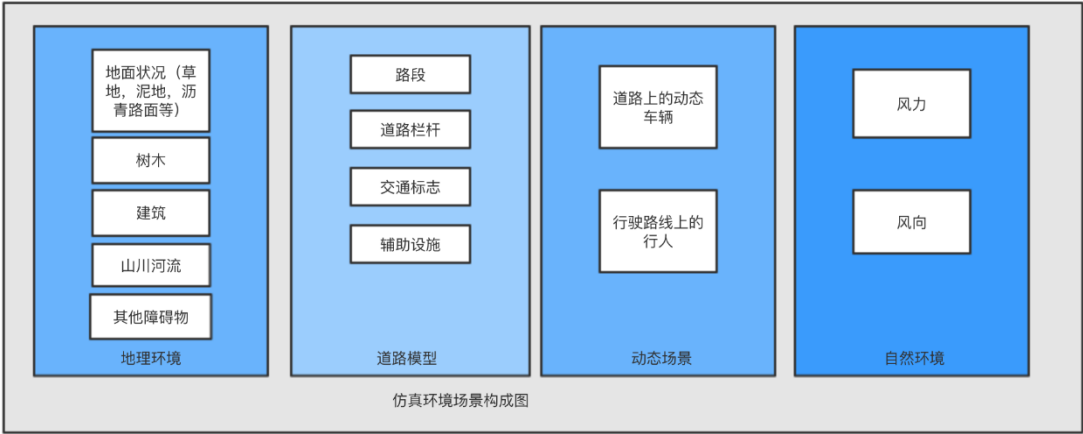 地面状况（草
地，泥地，沥
青路面等）
树木
建筑
山川河流
其他障碍物
地理环境
路段
道路栏杆
交通标志
辅助设施
道路模型
道路上的动态
车辆
行驶路线上的
行人
动态场景
风力
风向
自然环境
仿真环境场景构成图